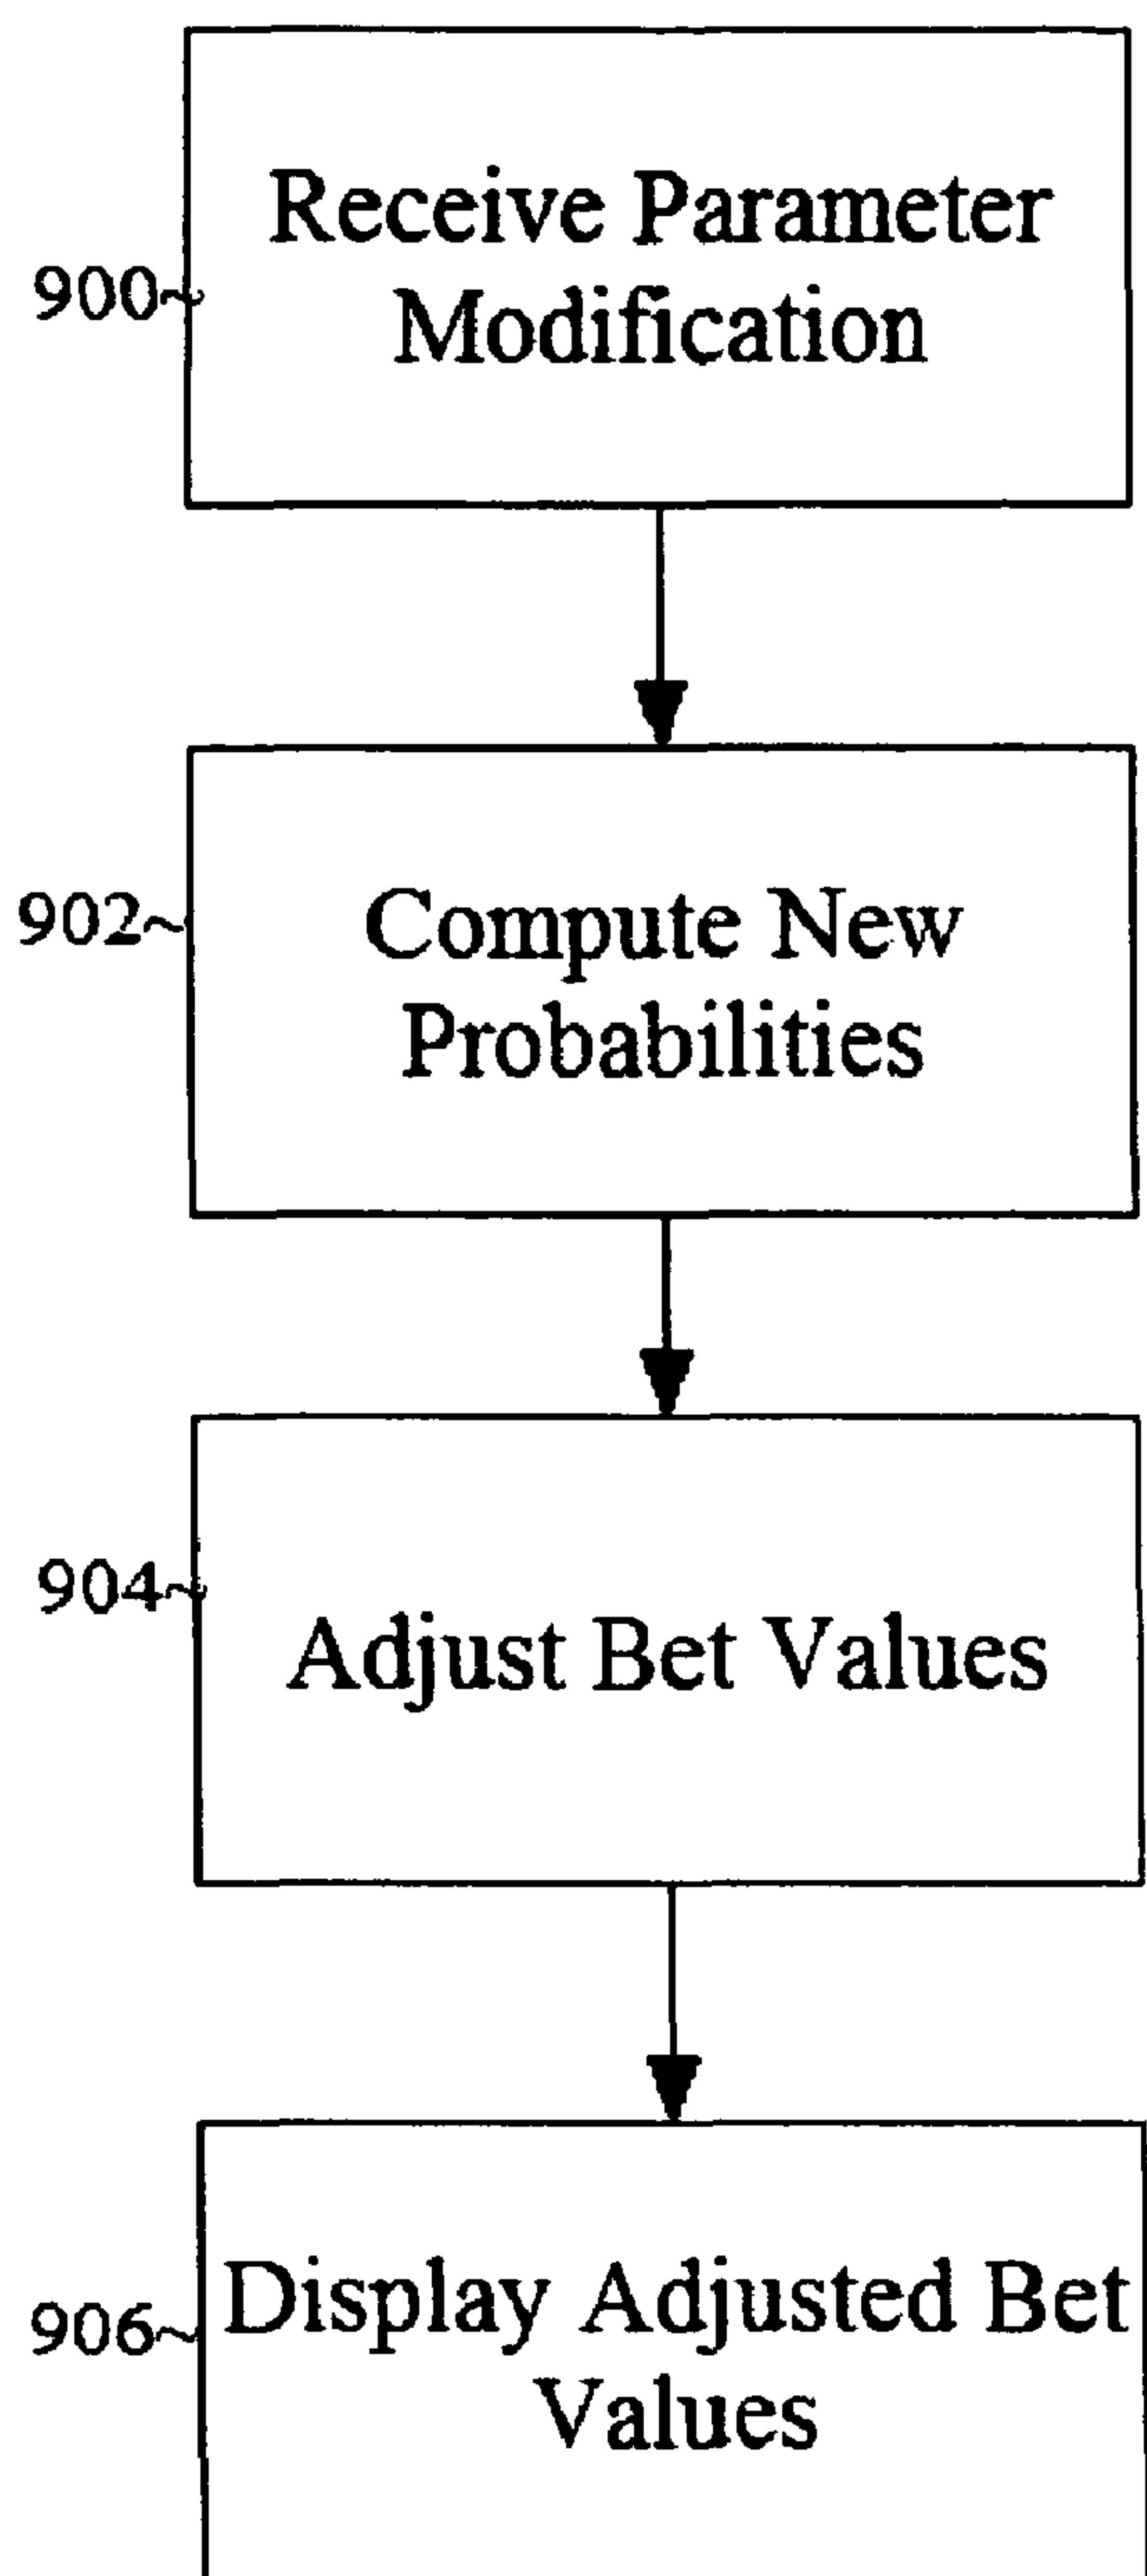 Receive Parameter
Modification
900~
Compute New
Probabilities
902~
Adjust Bet Values
904~
Display Adjusted Bet
Values
906~